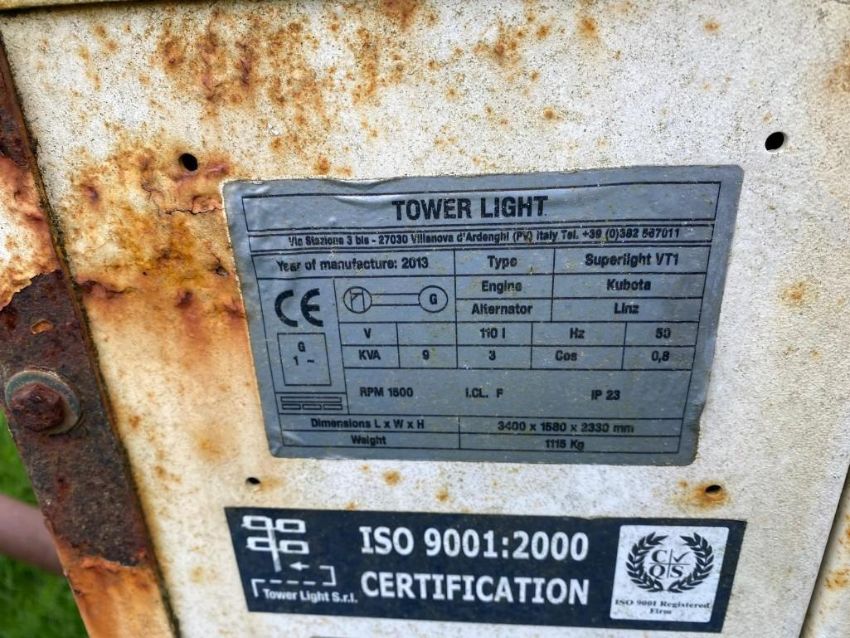 TOWER LIGHT
Via Stazione 3 bis - 27030 Villanova d'Ardenghi (PV) Italy Tel. +39 (0)382 567011
Year of manufacture: 2013 Type Superlight VT1
Engine Kubota
CE G
Alternator Linz
V 110 I Hz 50
G
1 ~
KVA 9 3 Cos 0,8
RPM 1500 I.CL. F IP 23
Dimensions L x W x H 3400 x 1580 x 2330 mm
Weight 1115 Kg
ISO 9001:2000
CERTIFICATION
Tower Light S.r.l.
C Q S
ISO 9001 Registered
Firm